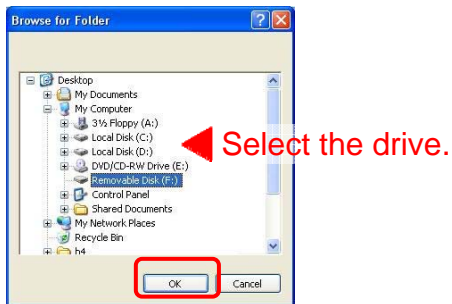 Browse for Folder
Desktop
My Documents
My Computer
3½ Floppy (A:)
Local Disk (C:)
Local Disk (D:)
DVD/CD-RW Drive (E:)
Removable Disk (F:)
Control Panel
Shared Documents
My Network Places
Recycle Bin
h4
Select the drive.
OK
Cancel